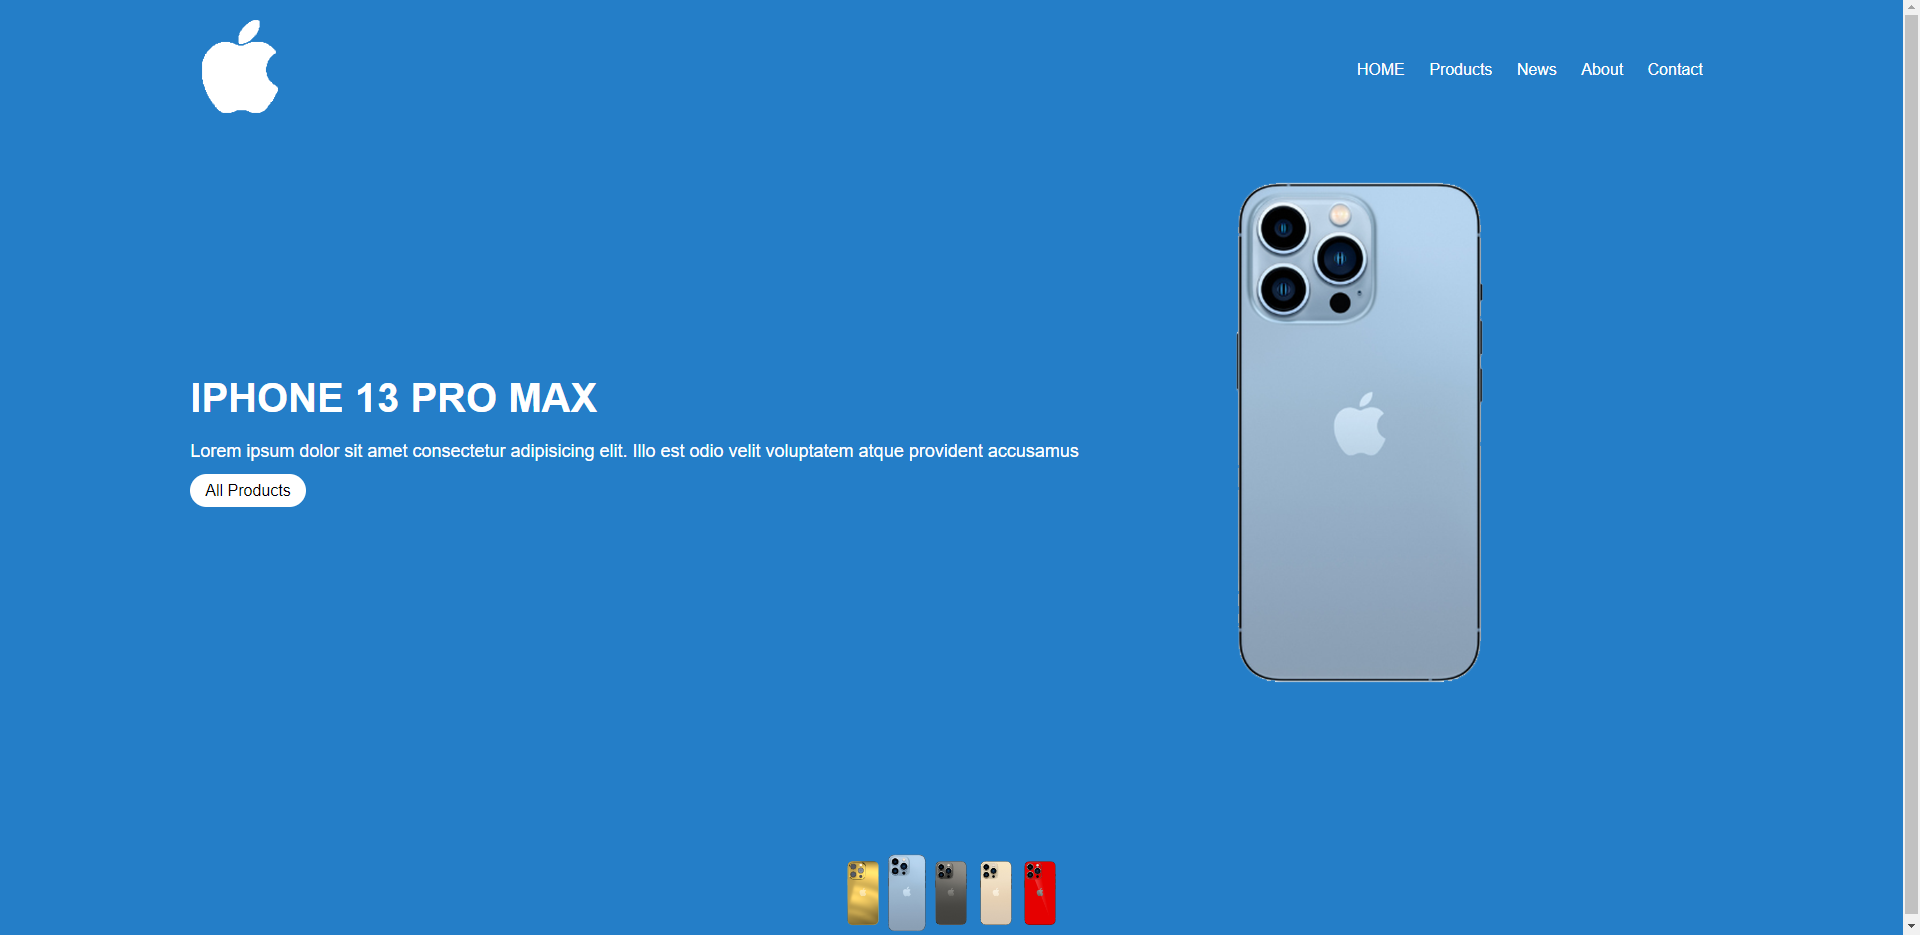 HOME Products News About Contact
IPHONE 13 PRO MAX
Lorem ipsum dolor sit amet consectetur adipisicing elit. Illo est odio velit voluptatem atque provident accusamus
All Products